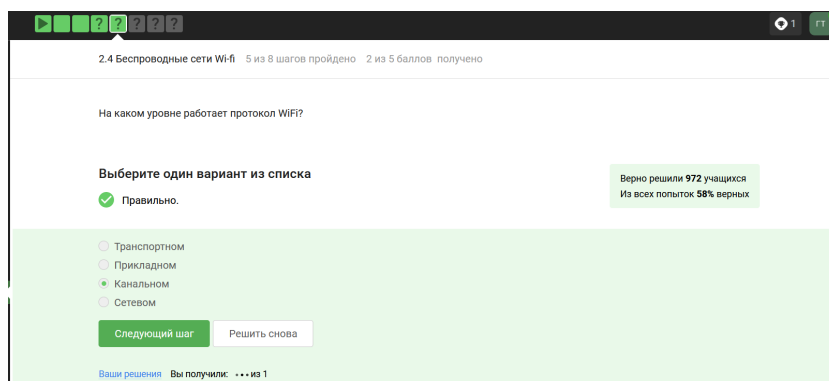 ? ? ? ? ?
1
ГТ
2.4 Беспроводные сети Wi-fi 5 из 8 шагов пройдено 2 из 5 баллов получено
На каком уровне работает протокол WiFi?
Выберите один вариант из списка
Верно решили 972 учащихся
Из всех попыток 58% верных
Правильно.
Транспортном
Прикладном
Канальном
Сетевом
Следующий шаг Решить снова
Ваши решения Вы получили: • • • из 1